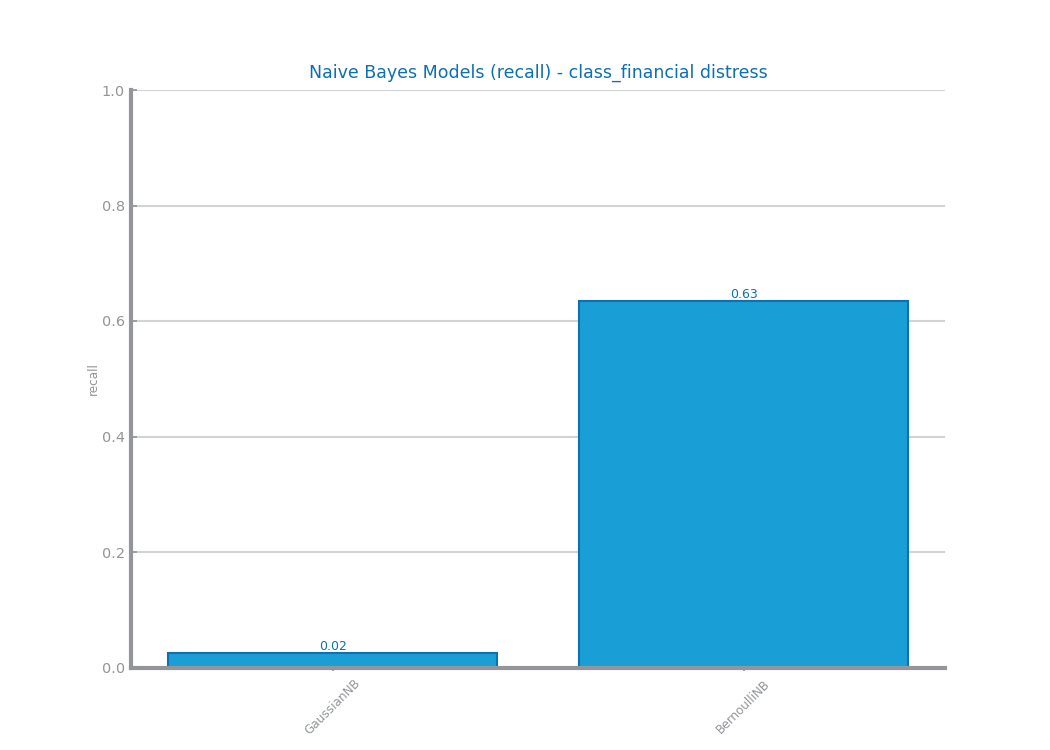 Naive Bayes Models (recall) - class_financial distress
1.0
0.8
0.6
0.4
0.2
0.0
recall
0.02
0.63
GaussianNB
BernoulliNB